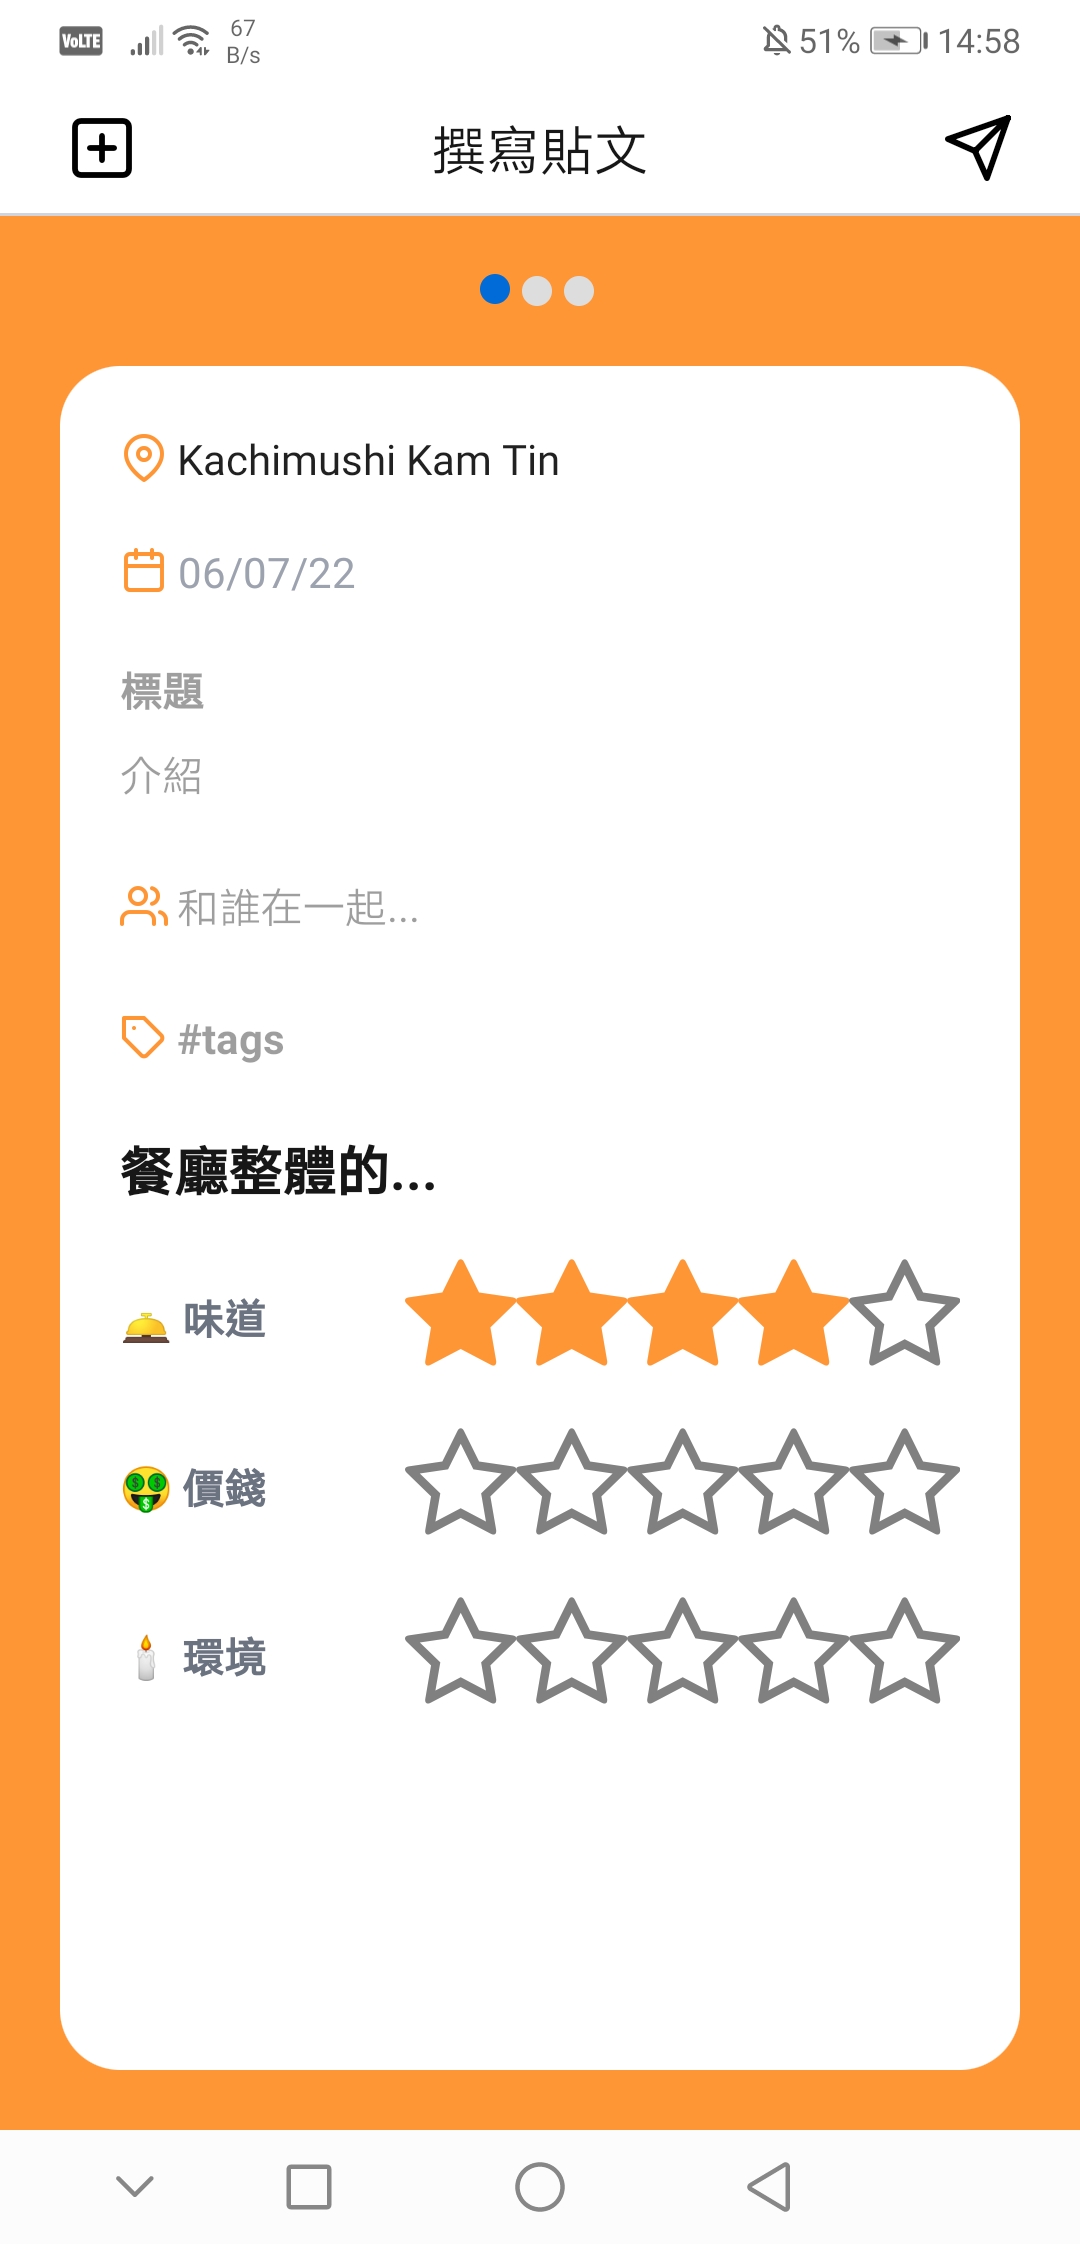 VoLTE 67 B/s 51% 14:58
撰寫貼文
Kachimushi Kam Tin
06/07/22
標題
介紹
和誰在一起...
#tags
餐廳整體的...
味道
價錢
環境